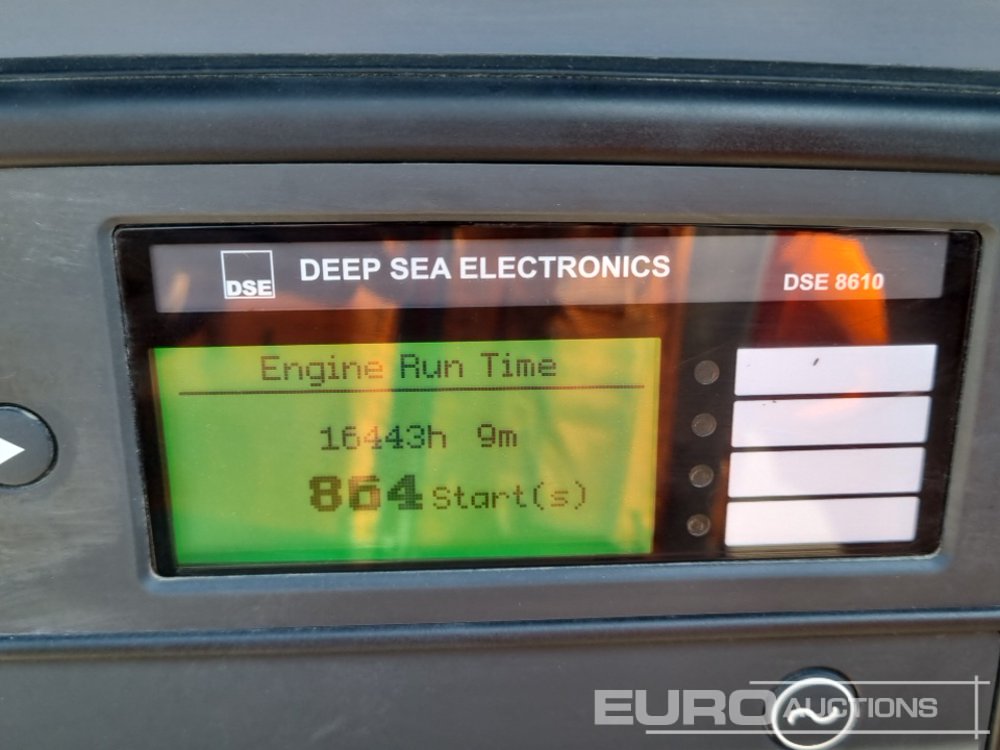 DSE
DEEP SEA ELECTRONICS
DSE 8610
Engine Run Time
16443h 9m
864 Start(s)
EURO AUCTIONS